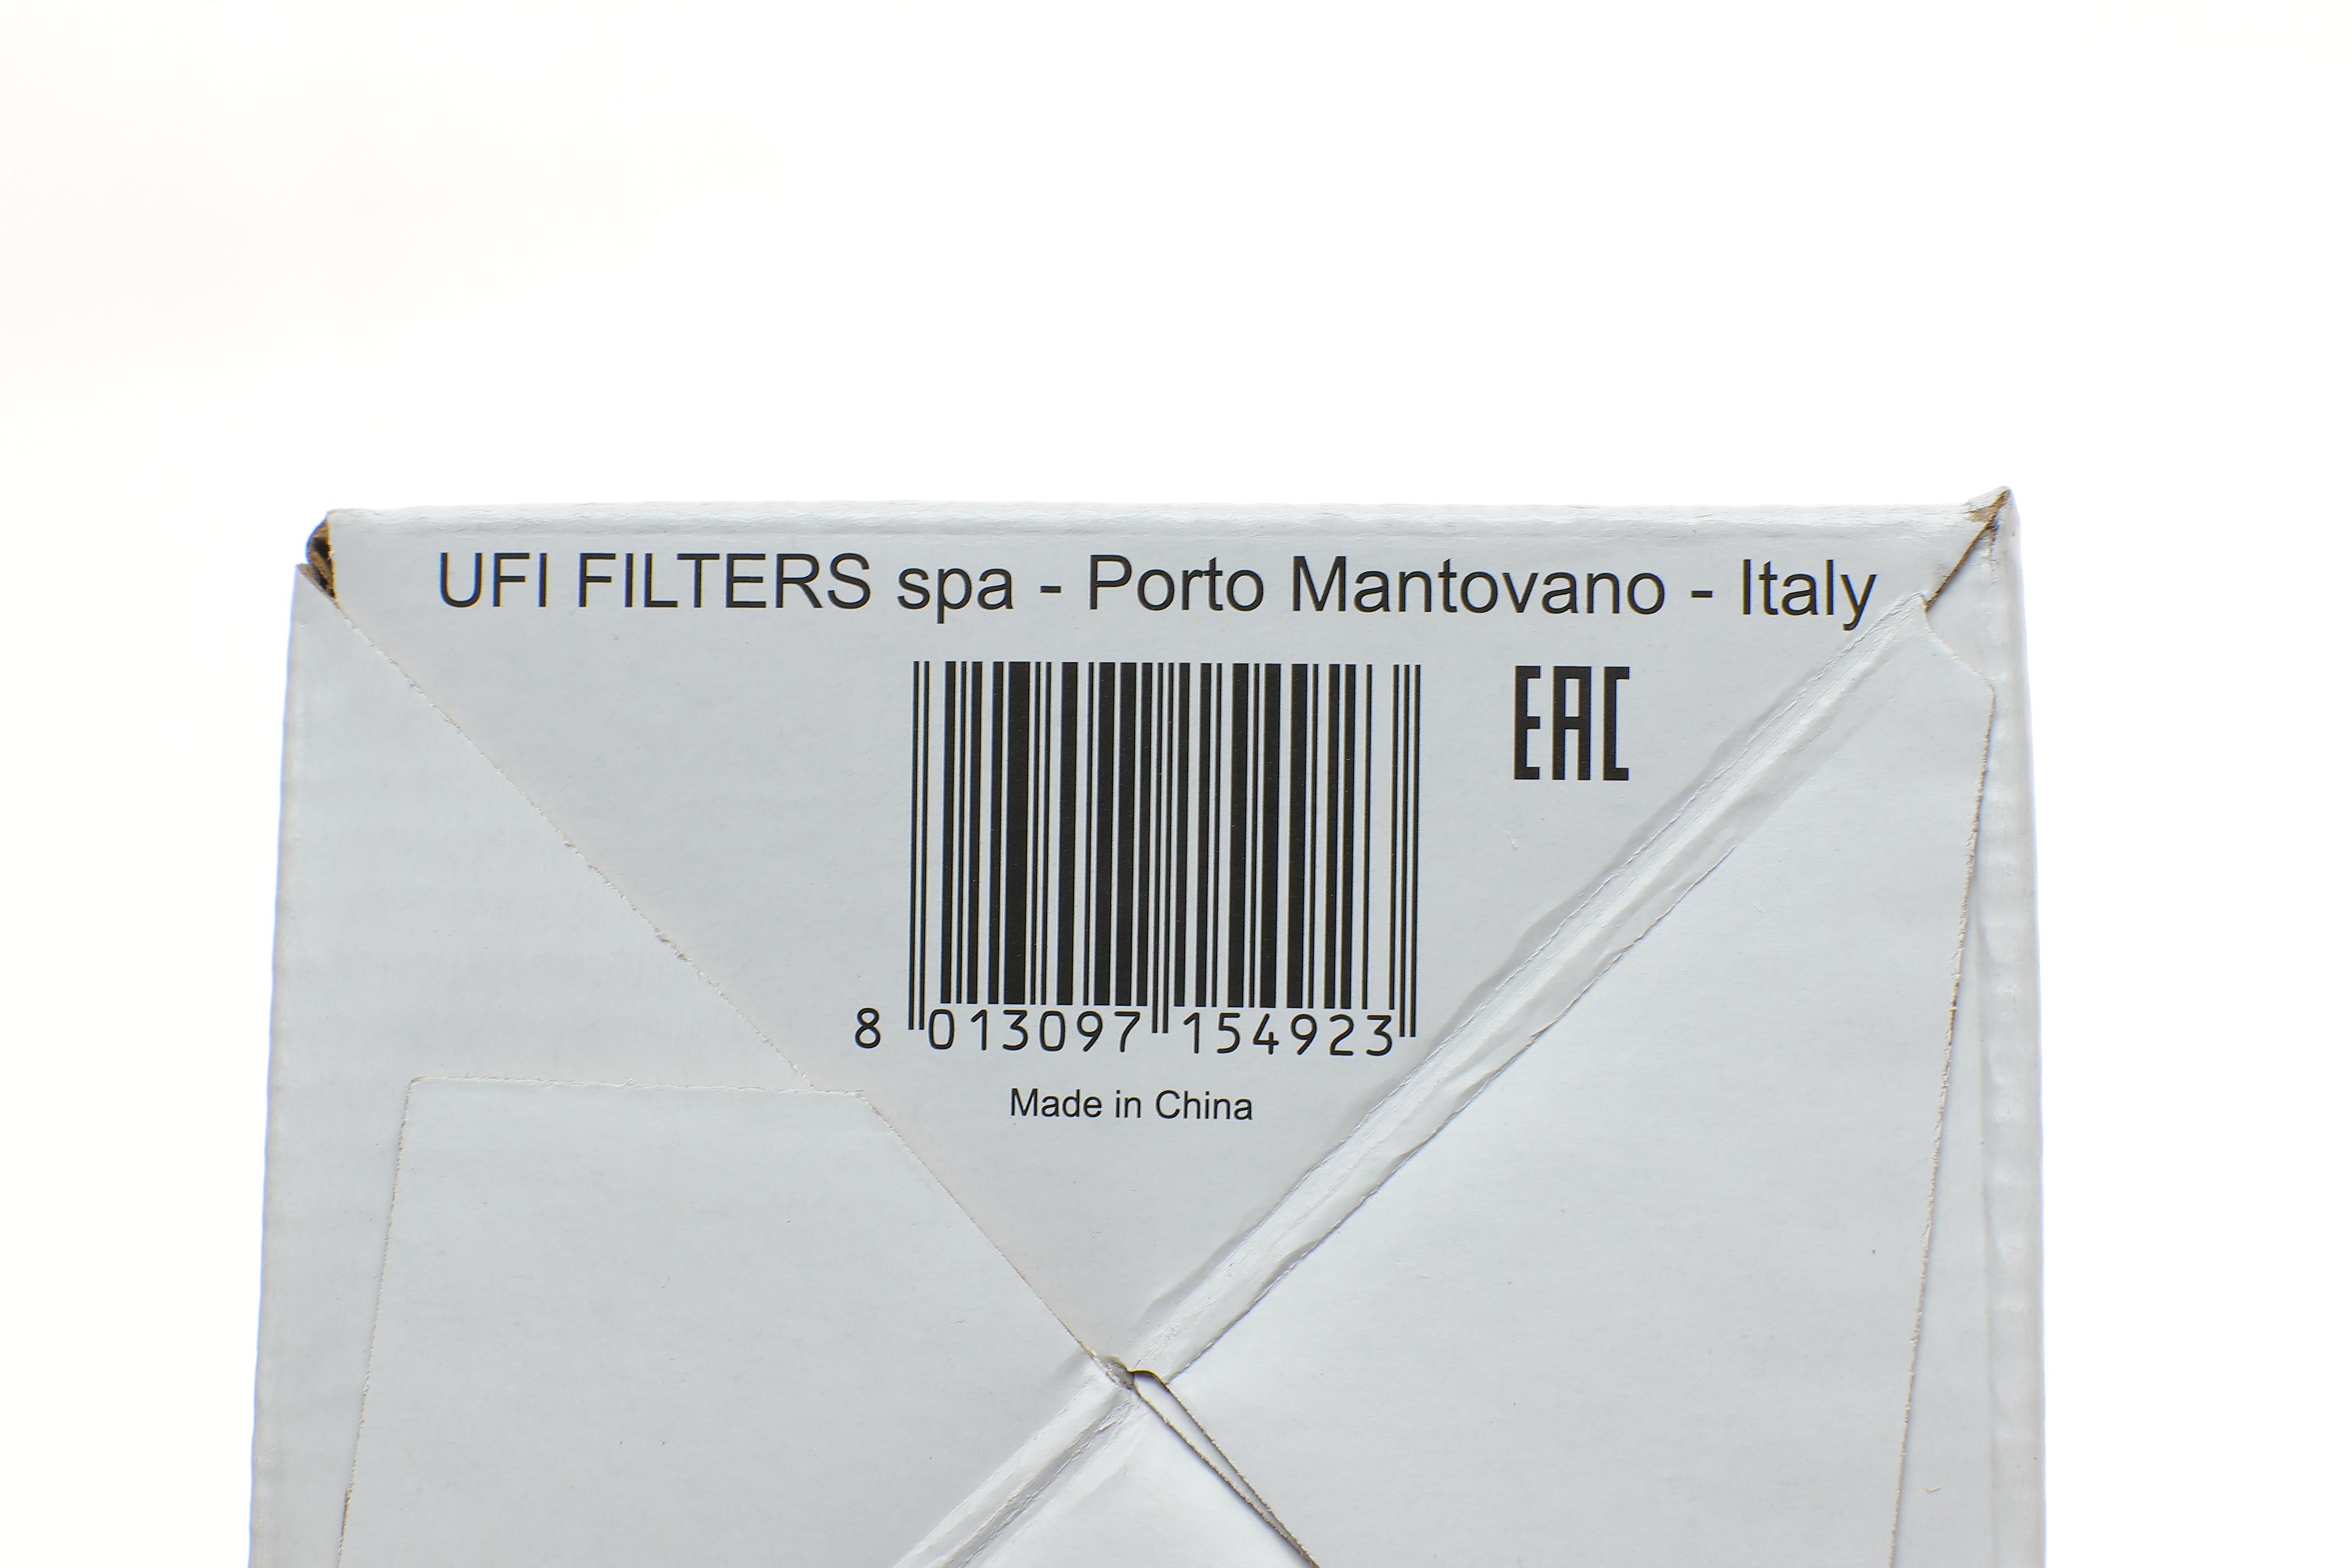 UFI FILTERS spa - Porto Mantovano - Italy
EAC
8 013097 154923
Made in China